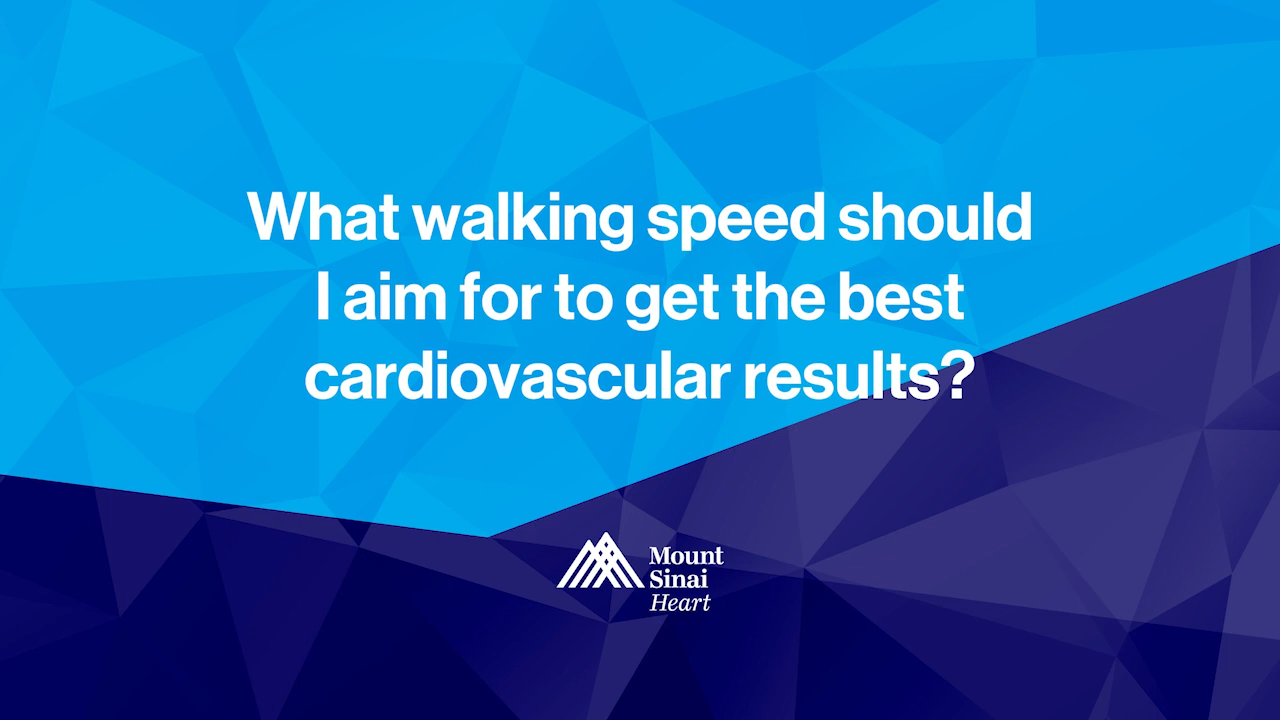 What walking speed should
I aim for to get the best
cardiovascular results?
Mount
Sinai
Heart